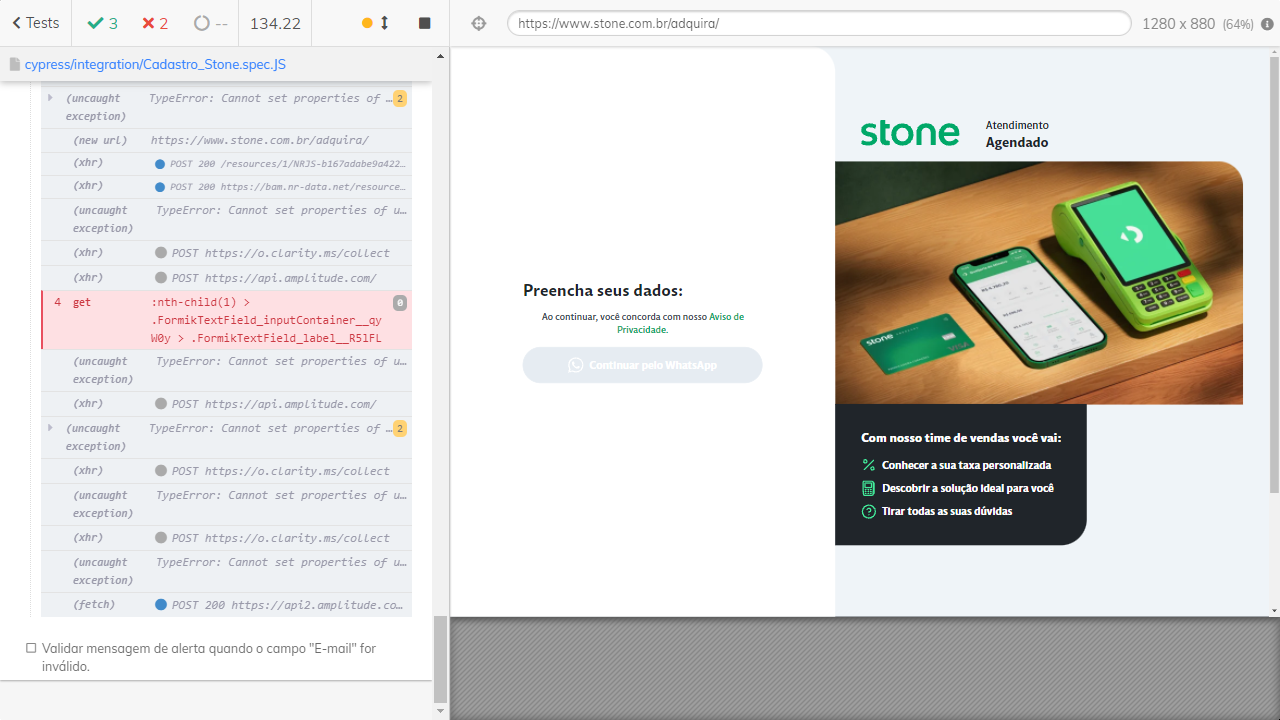 Tests
3
2
--
134.22
https://www.stone.com.br/adquira/
1280 x 880 (64%)
cypress/integration/Cadastro_Stone.spec.JS
(uncaught exception) TypeError: Cannot set properties of … 2
(new url) https://www.stone.com.br/adquira/
(xhr) POST 200 /resources/1/NRJS-b167adabe9a422…
(xhr) POST 200 https://bam.nr-data.net/resource…
(uncaught exception) TypeError: Cannot set properties of u…
(xhr) POST https://o.clarity.ms/collect
(xhr) POST https://api.amplitude.com/
4 get :nth-child(1) >
.FormikTextField_inputContainer__qy
W0y > .FormikTextField_label__R51FL
0
(uncaught exception) TypeError: Cannot set properties of u…
(xhr) POST https://api.amplitude.com/
(uncaught exception) TypeError: Cannot set properties of … 2
(xhr) POST https://o.clarity.ms/collect
(uncaught exception) TypeError: Cannot set properties of u…
(xhr) POST https://o.clarity.ms/collect
(uncaught exception) TypeError: Cannot set properties of u…
(fetch) POST 200 https://api2.amplitude.co…
Validar mensagem de alerta quando o campo "E-mail" for
inválido.
Preencha seus dados:
Ao continuar, você concorda com nosso Aviso de
Privacidade.
Continuar pelo WhatsApp
stone
Atendimento
Agendado
stone
VISA
Com nosso time de vendas você vai:
Conhecer a sua taxa personalizada
Descobrir a solução ideal para você
Tirar todas as suas dúvidas